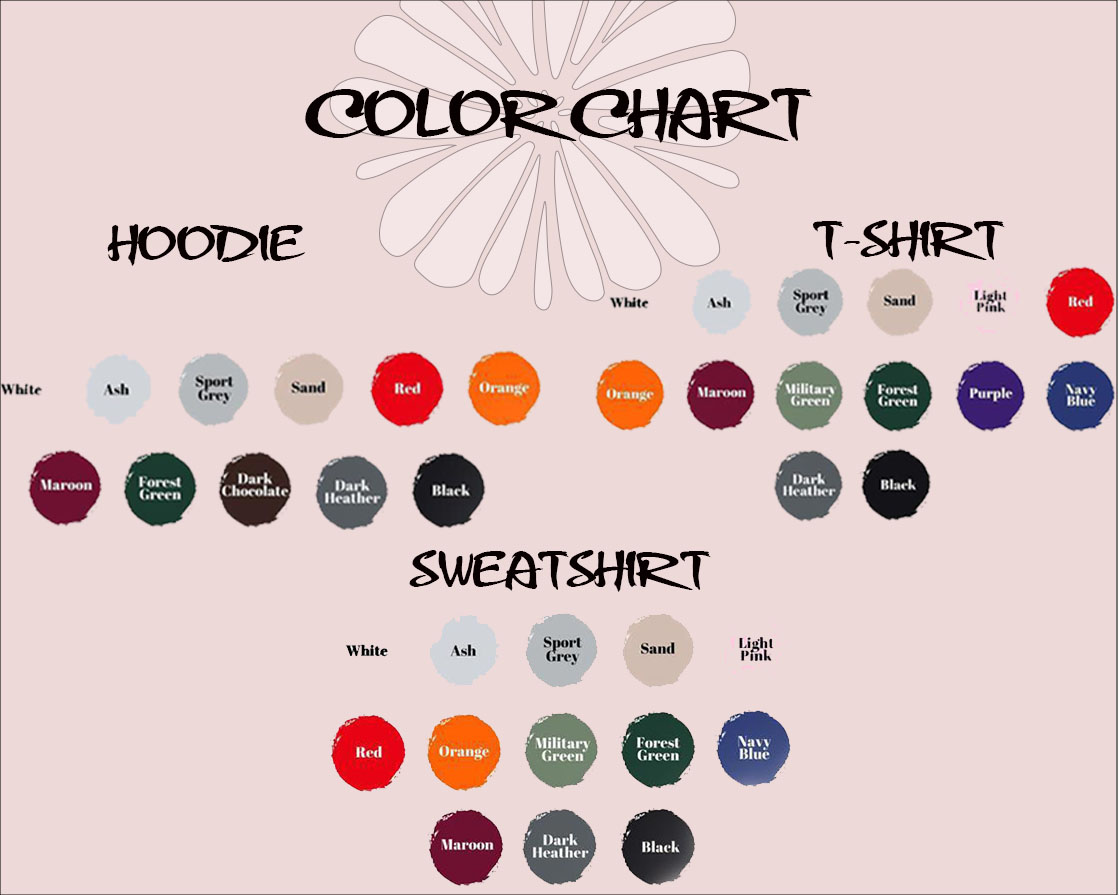 COLOR CHART
HOODIE
White
Ash
Sport
Grey
Sand
Red
Orange
Maroon
Forest
Green
Dark
Chocolate
Dark
Heather
Black
T-SHIRT
White
Ash
Sport
Grey
Sand
Light
Pink
Red
Orange
Maroon
Military
Green
Forest
Green
Purple
Navy
Blue
Dark
Heather
Black
SWEATSHIRT
White
Ash
Sport
Grey
Sand
Light
Pink
Red
Orange
Military
Green
Forest
Green
Navy
Blue
Maroon
Dark
Heather
Black